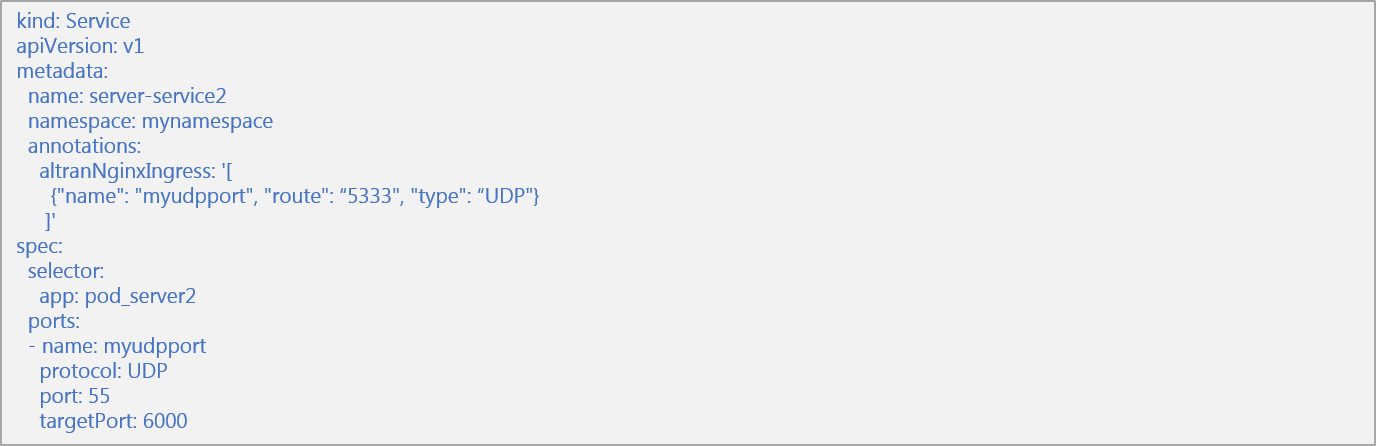 kind: Service
apiVersion: v1
metadata:
  name: server-service2
  namespace: mynamespace
  annotations:
    altranNginxIngress: '[
      {"name": "myudpport", "route": “5333", "type": “UDP"}
     ]'
spec:
  selector:
    app: pod_server2
  ports:
  - name: myudpport
    protocol: UDP
    port: 55
    targetPort: 6000